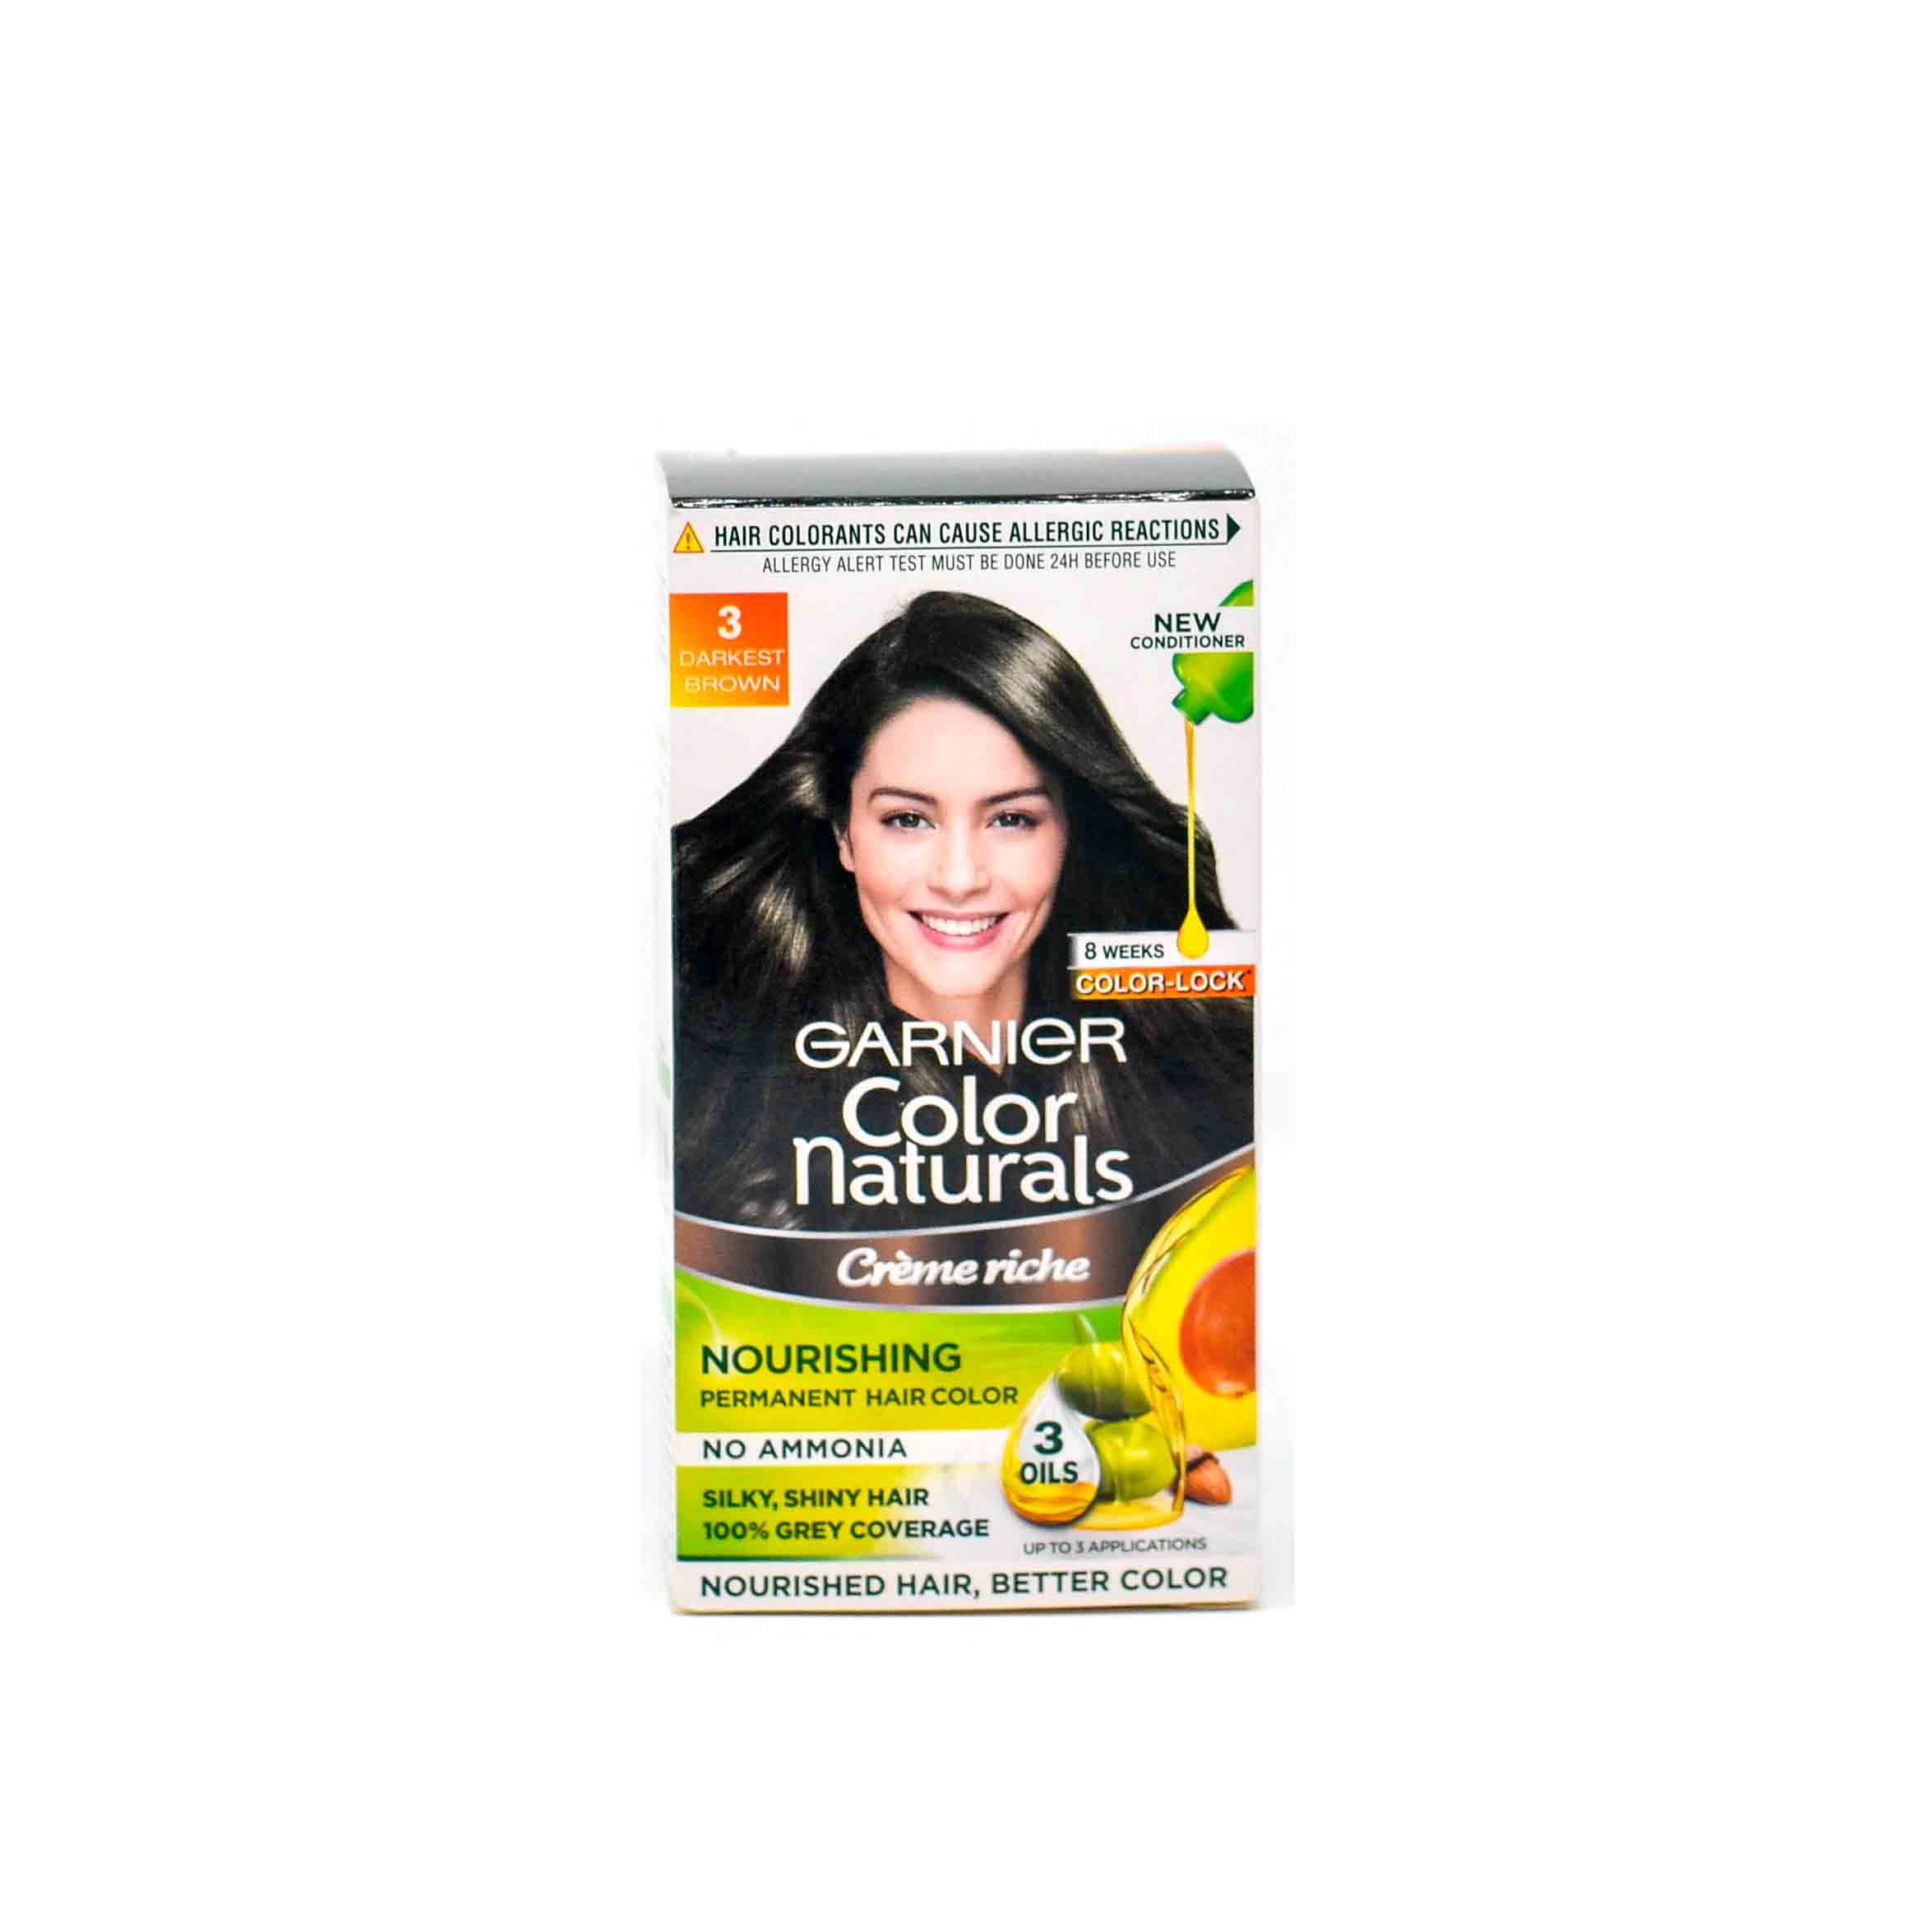 HAIR COLORANTS CAN CAUSE ALLERGIC REACTIONS
ALLERGY ALERT TEST MUST BE DONE 24H BEFORE USE
3
DARKEST
BROWN
NEW
CONDITIONER
8 WEEKS
COLOR-LOCK*
GARNIER
Color
Naturals
Crème riche
NOURISHING
PERMANENT HAIR COLOR
NO AMMONIA
3
OILS
SILKY, SHINY HAIR
100% GREY COVERAGE
UP TO 3 APPLICATIONS
NOURISHED HAIR, BETTER COLOR